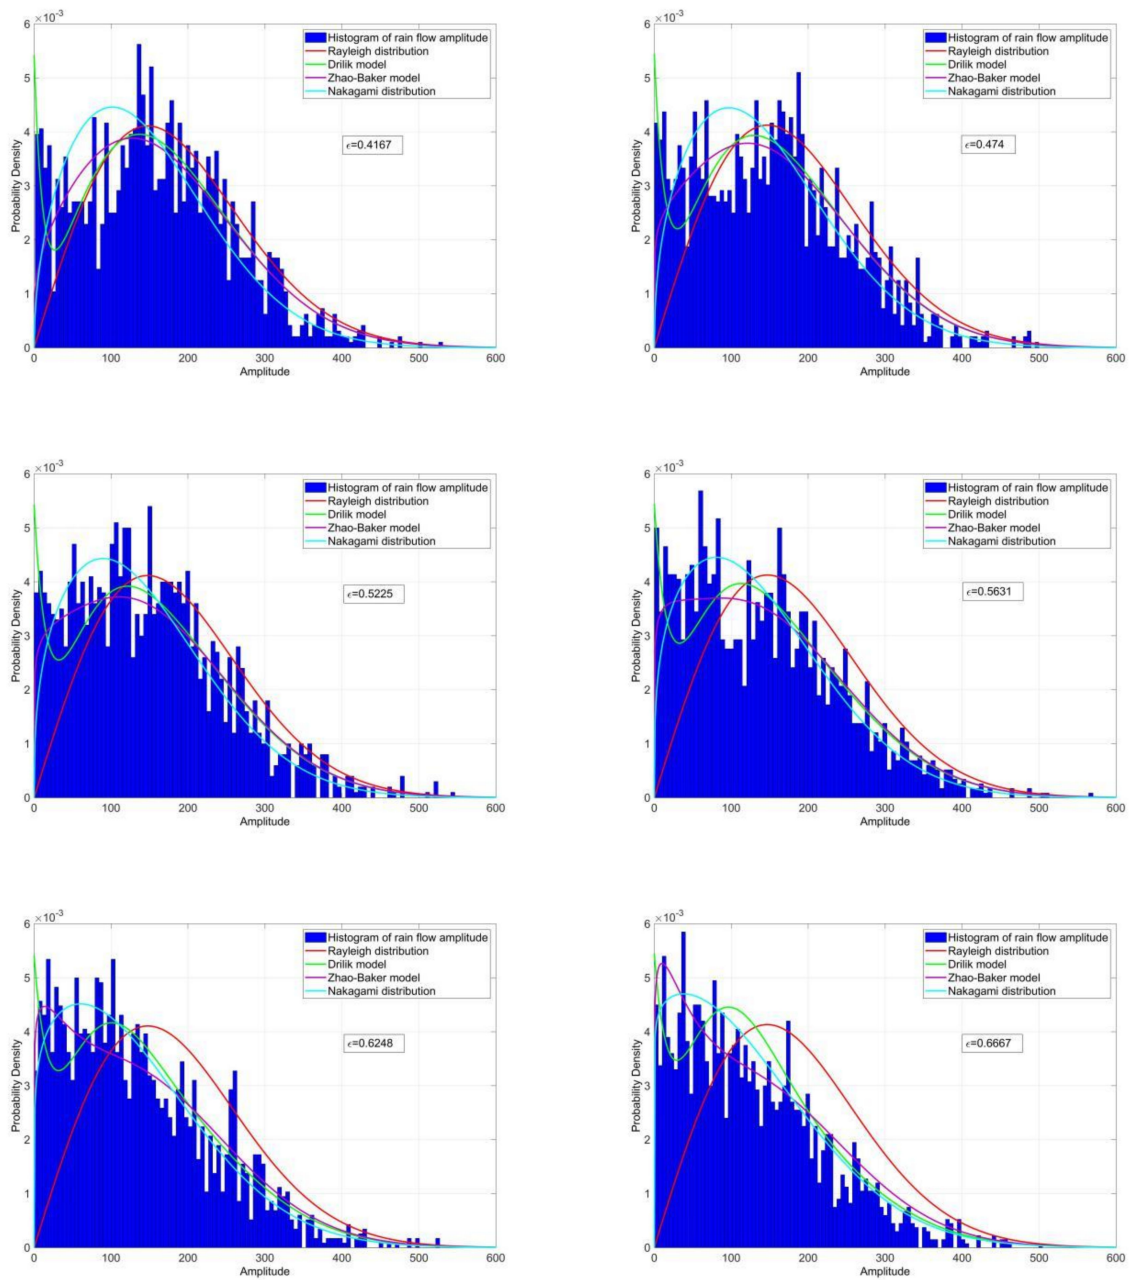 ×10-3
6
5
4
3
2
1
0
Probability Density
0 100 200 300 400 500 600
Amplitude
Histogram of rain flow amplitude
Rayleigh distribution
Drilik model
Zhao-Baker model
Nakagami distribution
ϵ=0.4167
×10-3
6
5
4
3
2
1
0
Probability Density
0 100 200 300 400 500 600
Amplitude
Histogram of rain flow amplitude
Rayleigh distribution
Drilik model
Zhao-Baker model
Nakagami distribution
ϵ=0.474
×10-3
6
5
4
3
2
1
0
Probability Density
0 100 200 300 400 500 600
Amplitude
Histogram of rain flow amplitude
Rayleigh distribution
Drilik model
Zhao-Baker model
Nakagami distribution
ϵ=0.5225
×10-3
6
5
4
3
2
1
0
Probability Density
0 100 200 300 400 500 600
Amplitude
Histogram of rain flow amplitude
Rayleigh distribution
Drilik model
Zhao-Baker model
Nakagami distribution
ϵ=0.5631
×10-3
6
5
4
3
2
1
0
Probability Density
0 100 200 300 400 500 600
Amplitude
Histogram of rain flow amplitude
Rayleigh distribution
Drilik model
Zhao-Baker model
Nakagami distribution
ϵ=0.6248
×10-3
6
5
4
3
2
1
0
Probability Density
0 100 200 300 400 500 600
Amplitude
Histogram of rain flow amplitude
Rayleigh distribution
Drilik model
Zhao-Baker model
Nakagami distribution
ϵ=0.6667